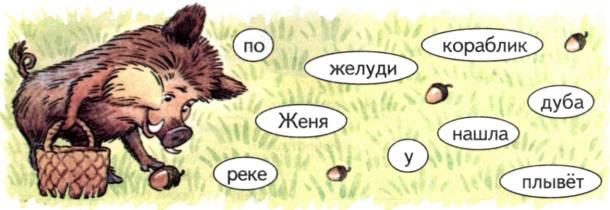 по
кораблик
желуди
дуба
Женя
нашла
у
реке
плывёт